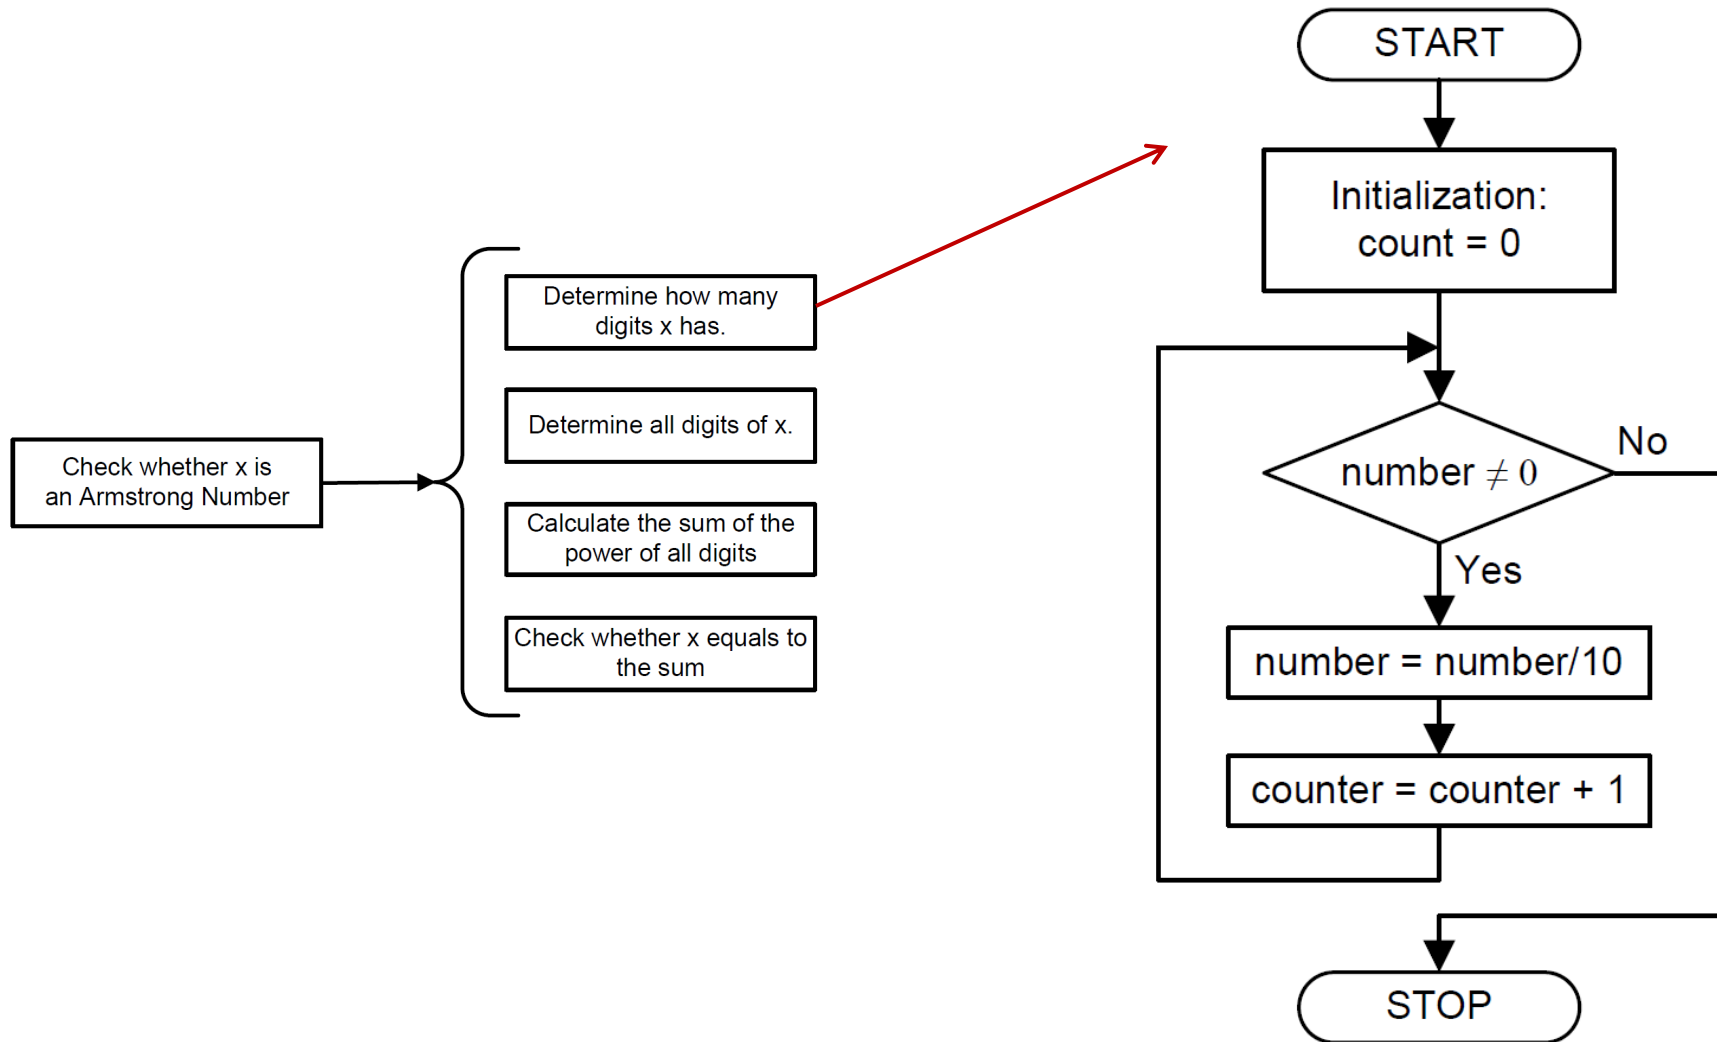 Check whether x is
an Armstrong Number
Determine how many
digits x has.
Determine all digits of x.
Calculate the sum of the
power of all digits
Check whether x equals to
the sum
START
Initialization:
count = 0
number ≠ 0
No
Yes
number = number/10
counter = counter + 1
STOP